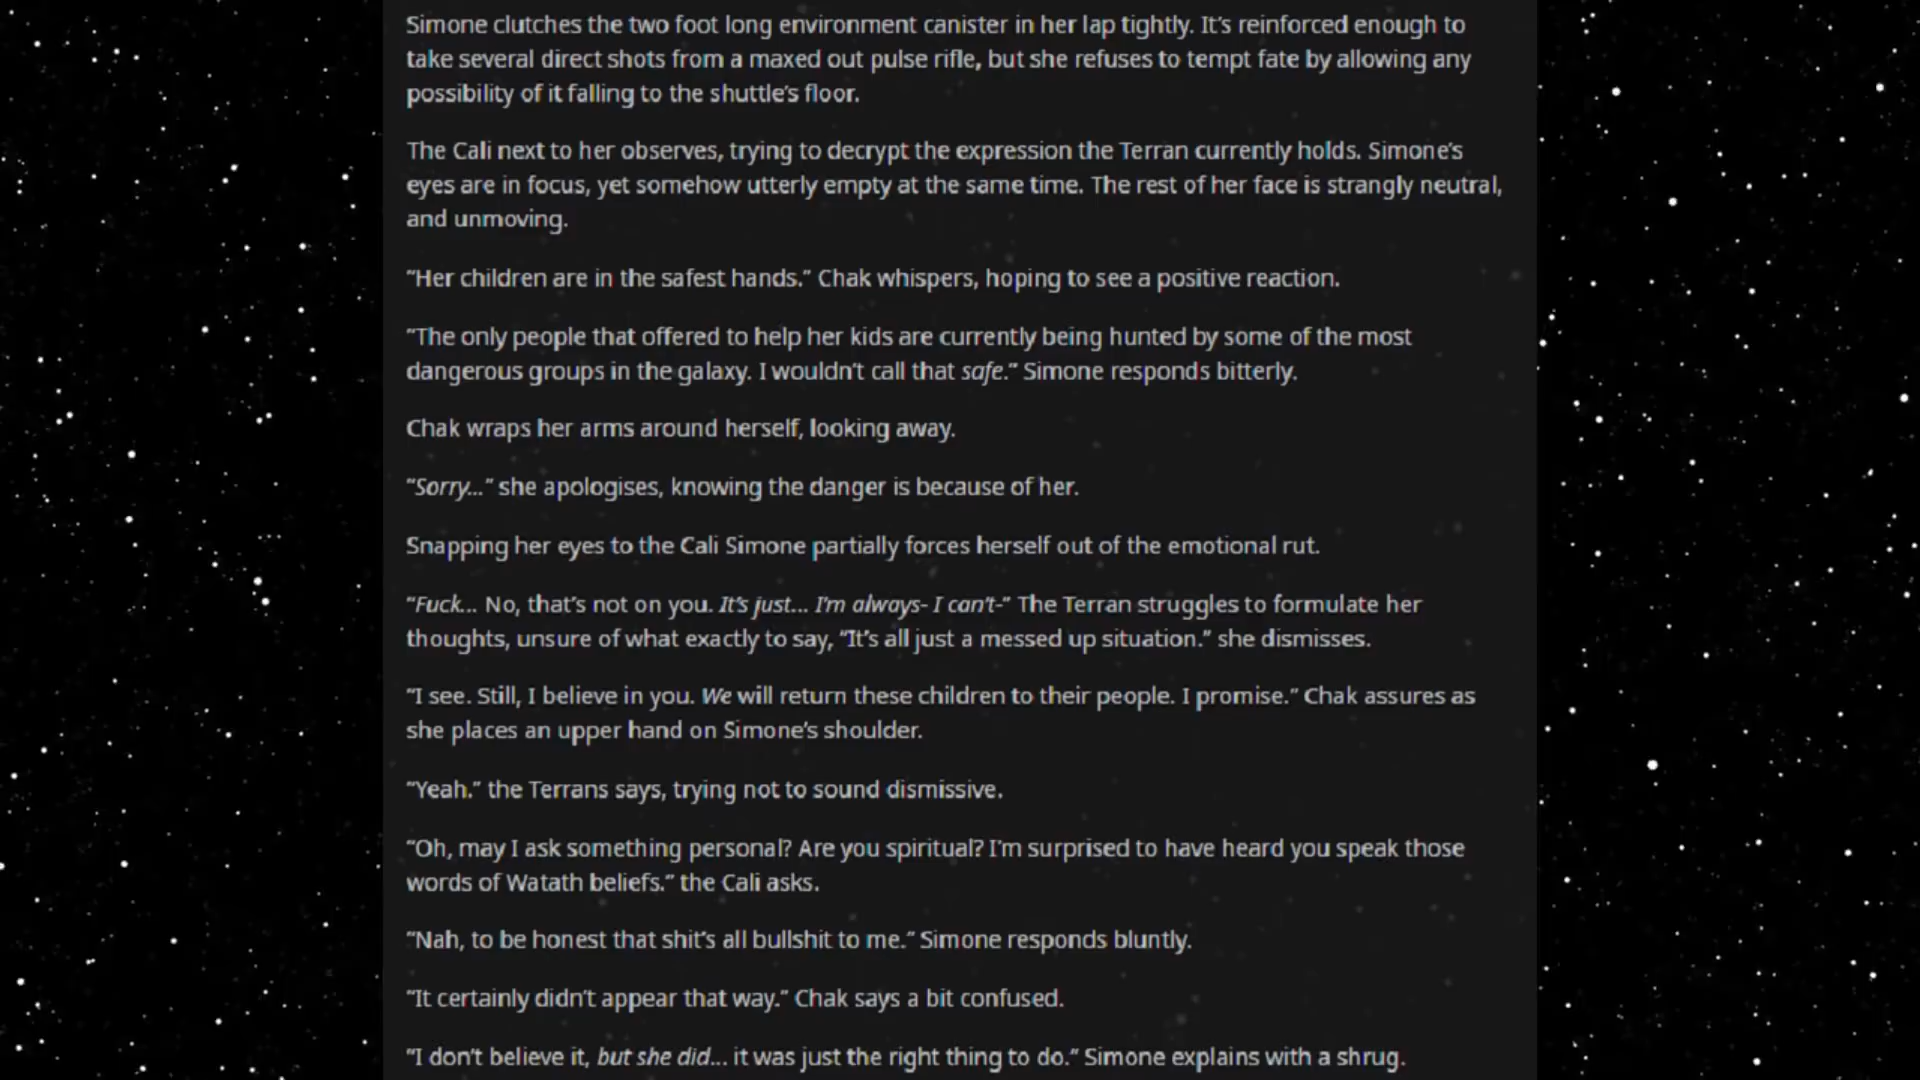 Simone clutches the two foot long environment canister in her lap tightly. It’s reinforced enough to
take several direct shots from a maxed out pulse rifle, but she refuses to tempt fate by allowing any
possibility of it falling to the shuttle’s floor.
The Cali next to her observes, trying to decrypt the expression the Terran currently holds. Simone’s
eyes are in focus, yet somehow utterly empty at the same time. The rest of her face is strangly neutral,
and unmoving.
“Her children are in the safest hands.” Chak whispers, hoping to see a positive reaction.
“The only people that offered to help her kids are currently being hunted by some of the most
dangerous groups in the galaxy. I wouldn’t call that safe.” Simone responds bitterly.
Chak wraps her arms around herself, looking away.
“Sorry...” she apologises, knowing the danger is because of her.
Snapping her eyes to the Cali Simone partially forces herself out of the emotional rut.
“Fuck... No, that’s not on you. It’s just... I’m always- I can’t-” The Terran struggles to formulate her
thoughts, unsure of what exactly to say, “It’s all just a messed up situation.” she dismisses.
“I see. Still, I believe in you. We will return these children to their people. I promise.” Chak assures as
she places an upper hand on Simone’s shoulder.
“Yeah.” the Terrans says, trying not to sound dismissive.
“Oh, may I ask something personal? Are you spiritual? I’m surprised to have heard you speak those
words of Watath beliefs.” the Cali asks.
“Nah, to be honest that shit’s all bullshit to me.” Simone responds bluntly.
“It certainly didn’t appear that way.” Chak says a bit confused.
“I don’t believe it, but she did... it was just the right thing to do.” Simone explains with a shrug.